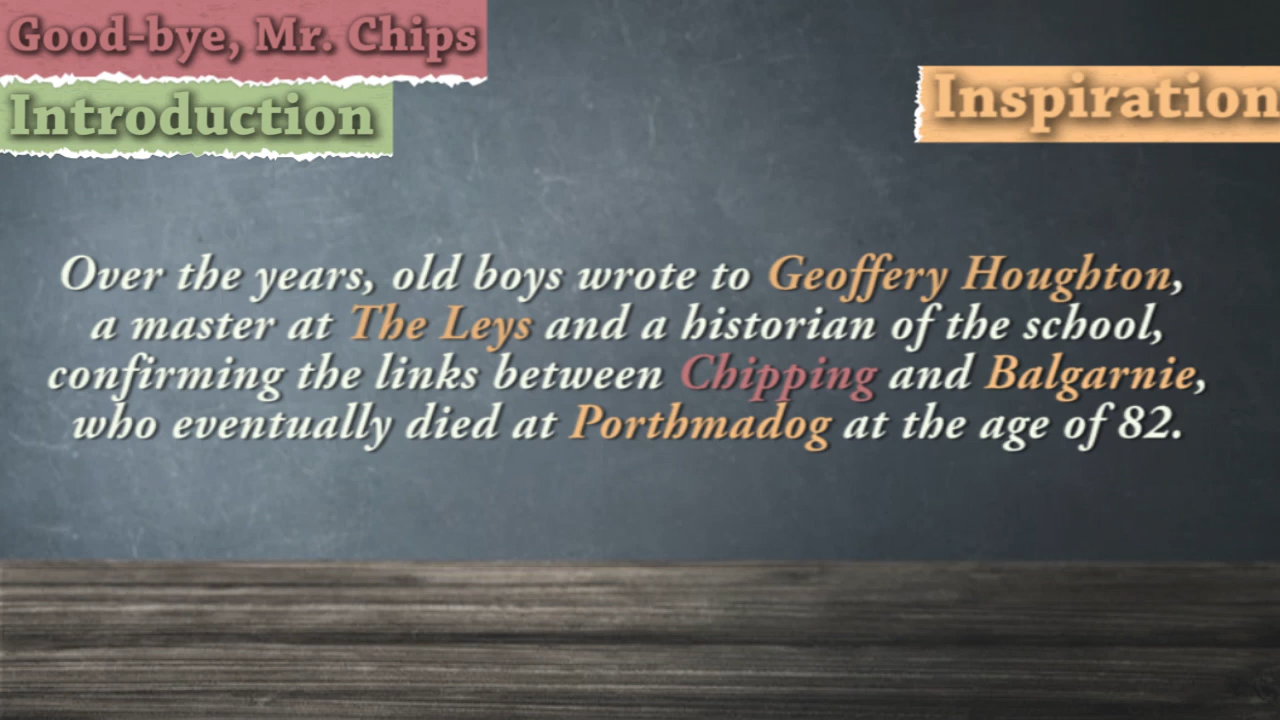 Good-bye, Mr. Chips
Introduction
Inspiration
Over the years, old boys wrote to Geoffery Houghton,
a master at The Leys and a historian of the school,
confirming the links between Chipping and Balgarnie,
who eventually died at Porthmadog at the age of 82.